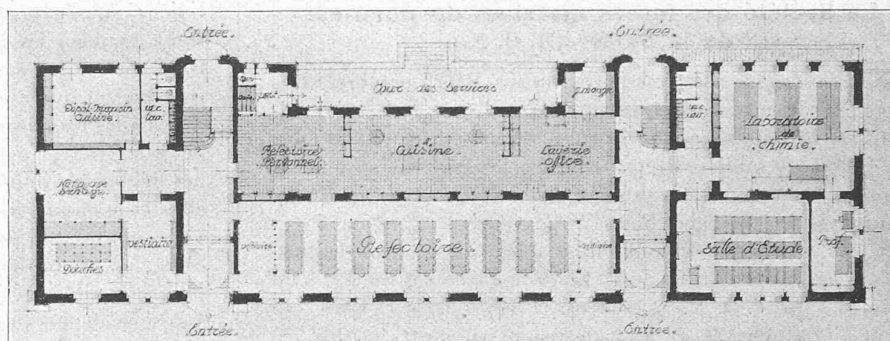 Entrée.
Entrée.
Dépôt-Magasin
Cuisine.
w.c.
lav.
Cour des Services
w.c.
lav.
Laboratoire
de
chimie.
Réfectoire
Personnel.
Cuisine.
Laverie
office.
vestiaire
Réfectoire.
Salle d'Etude.
Prof.
Douches
Entrée.
Entrée.